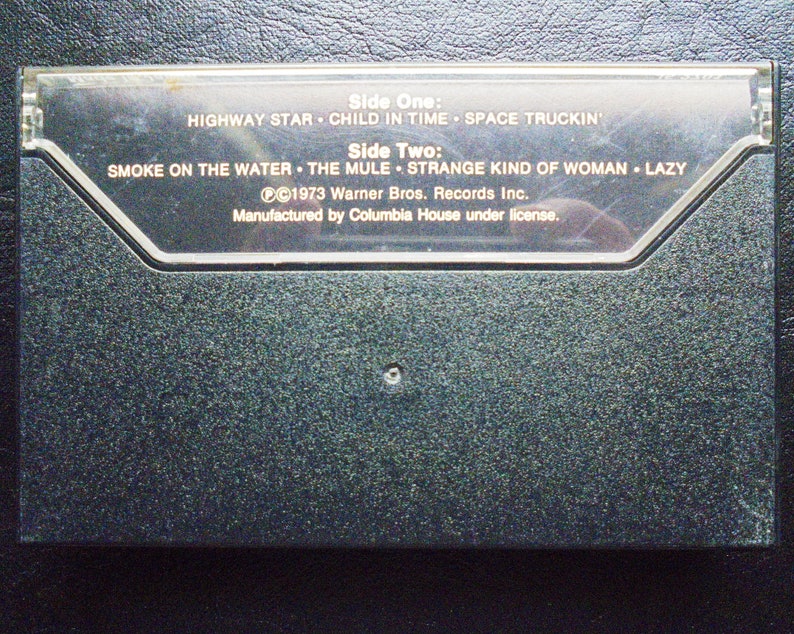 Side One:
HIGHWAY STAR • CHILD IN TIME • SPACE TRUCKIN'
Side Two:
SMOKE ON THE WATER • THE MULE • STRANGE KIND OF WOMAN • LAZY
℗©1973 Warner Bros. Records Inc.
Manufactured by Columbia House under license.